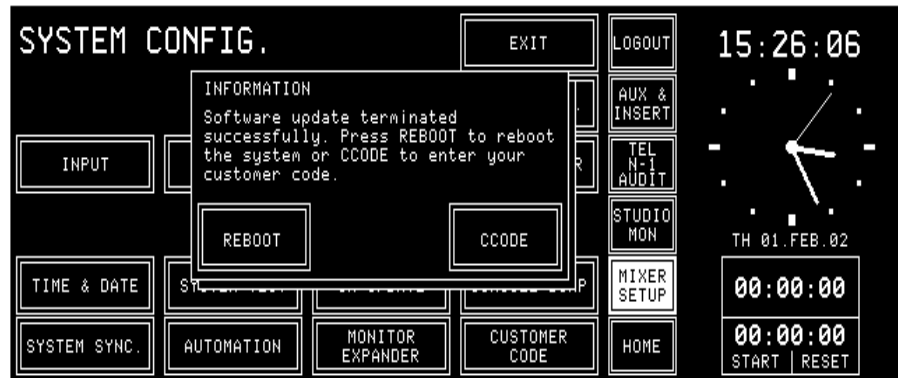 SYSTEM CONFIG.
EXIT
LOGOUT
15:26:06
INFORMATION
Software update terminated
successfully. Press REBOOT to reboot
the system or CCODE to enter your
customer code.
REBOOT
CCODE
AUX &
INSERT
INPUT
TEL
N-1
AUDIT
STUDIO
MON
TH 01.FEB.02
TIME & DATE
MIXER
SETUP
00:00:00
SYSTEM SYNC.
AUTOMATION
MONITOR
EXPANDER
CUSTOMER
CODE
HOME
00:00:00
START | RESET